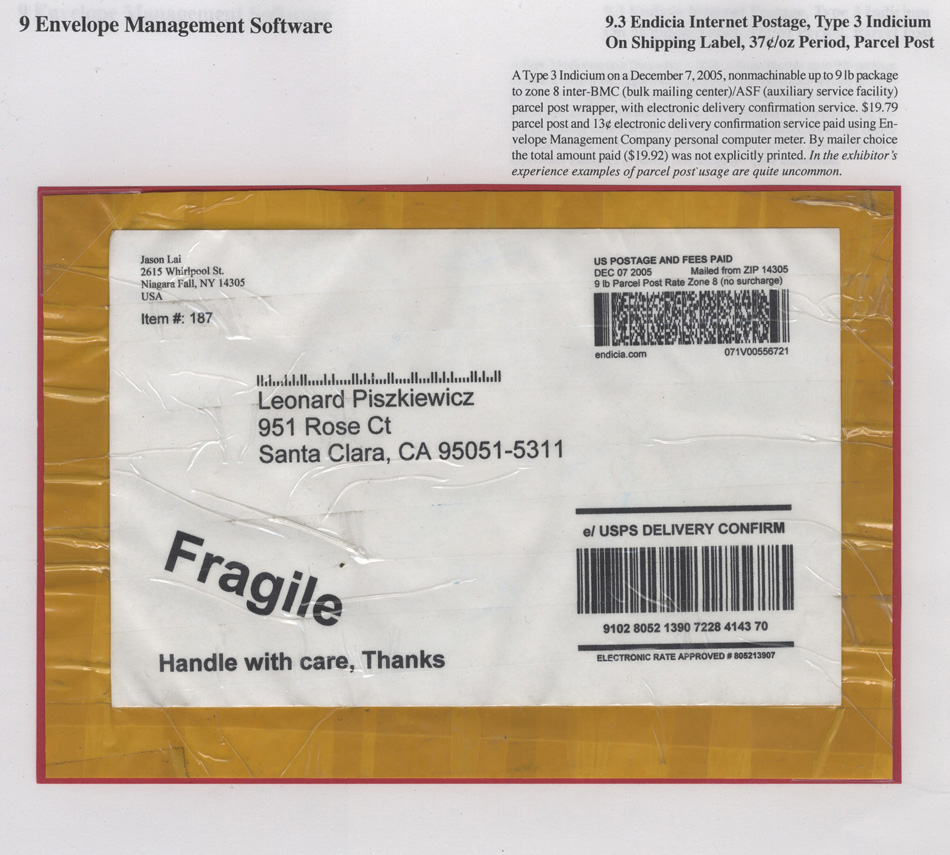 9 Envelope Management Software
9.3 Endicia Internet Postage, Type 3 Indicium
On Shipping Label, 37¢/oz Period, Parcel Post
A Type 3 Indicium on a December 7, 2005, nonmachinable up to 9 lb package
to zone 8 inter-BMC (bulk mailing center)/ASF (auxiliary service facility)
parcel post wrapper, with electronic delivery confirmation service. $19.79
parcel post and 13¢ electronic delivery confirmation service paid using En-
velope Management Company personal computer meter. By mailer choice
the total amount paid ($19.92) was not explicitly printed. In the exhibitor's
experience examples of parcel post usage are quite uncommon.
Jason Lai
2615 Whirlpool St.
Niagara Fall, NY 14305
USA
Item #: 187
US POSTAGE AND FEES PAID
DEC 07 2005 Mailed from ZIP 14305
9 lb Parcel Post Rate Zone 8 (no surcharge)
endicia.com 071V00556721
Leonard Piszkiewicz
951 Rose Ct
Santa Clara, CA 95051-5311
Fragile
Handle with care, Thanks
e/ USPS DELIVERY CONFIRM
9102 8052 1390 7228 4143 70
ELECTRONIC RATE APPROVED # 805213907